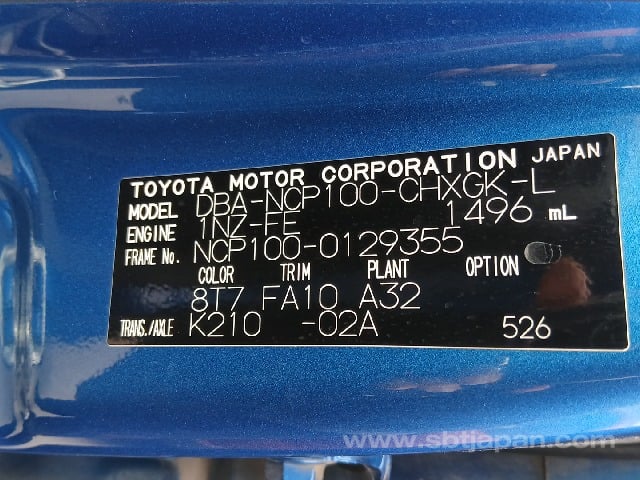 TOYOTA MOTOR CORPORATION JAPAN
MODEL DBA-NCP100-CHXGK-L
ENGINE 1NZ-FE 1496 mL
FRAME No. NCP100-0129355
COLOR TRIM PLANT OPTION
8T7 FA10 A32
TRANS./AXLE K210 -02A 526
www.sbtjapan.com